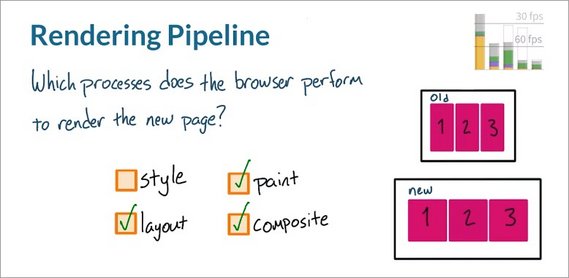 Rendering Pipeline
30 fps
60 fps
Which processes does the browser perform
to render the new page?
old
1 2 3
style
paint
layout
composite
new
1 2 3